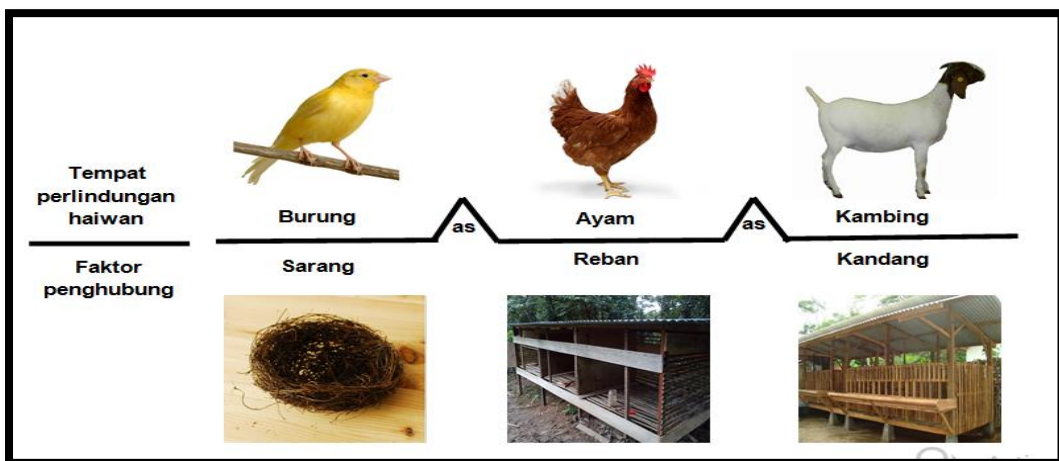 Tempat
perlindungan
haiwan
Faktor
penghubung
Burung
as
Ayam
as
Kambing
Sarang
Reban
Kandang